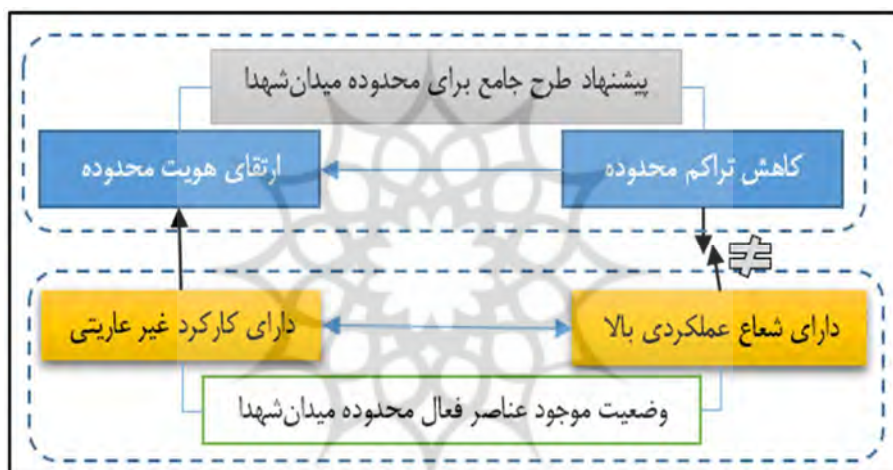 پیشنهاد طرح جامع برای محدوده میدان‌شهدا
کاهش تراکم محدوده
ارتقای هویت محدوده
≠
دارای شعاع عملکردی بالا
دارای کارکرد غیر عاریتی
وضعیت موجود عناصر فعال محدوده میدان‌شهدا